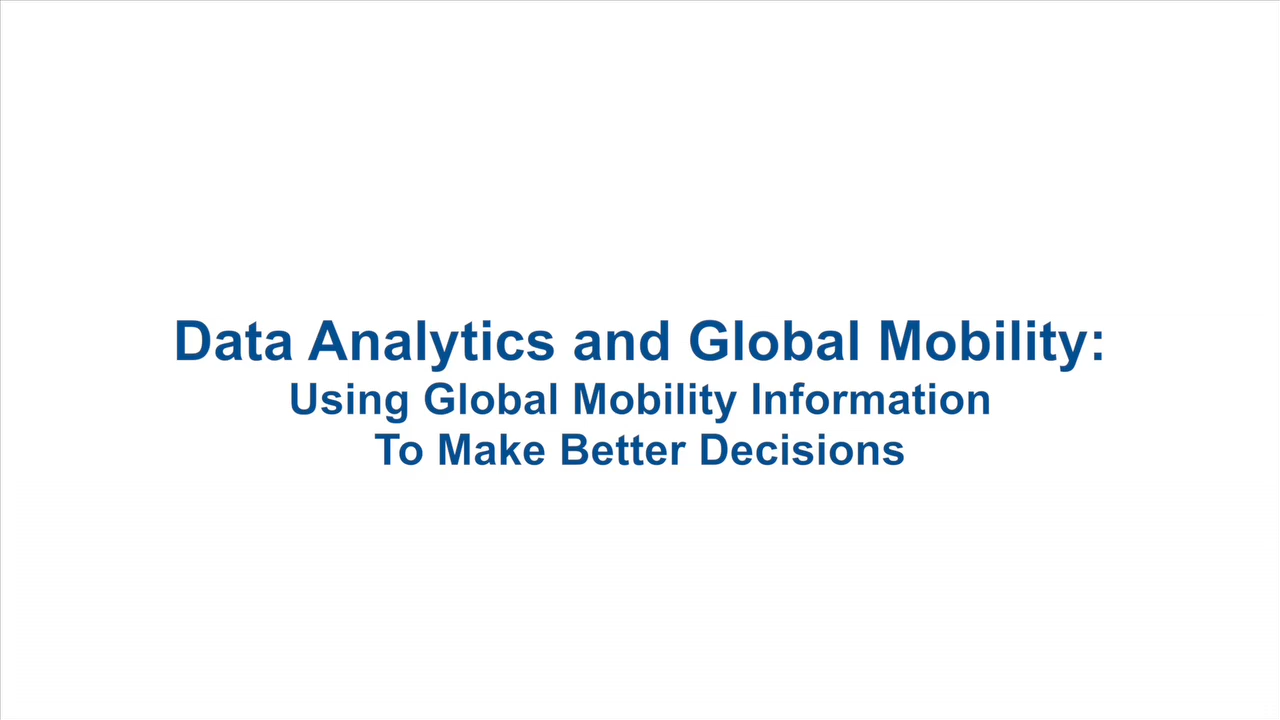 Data Analytics and Global Mobility:
Using Global Mobility Information
To Make Better Decisions